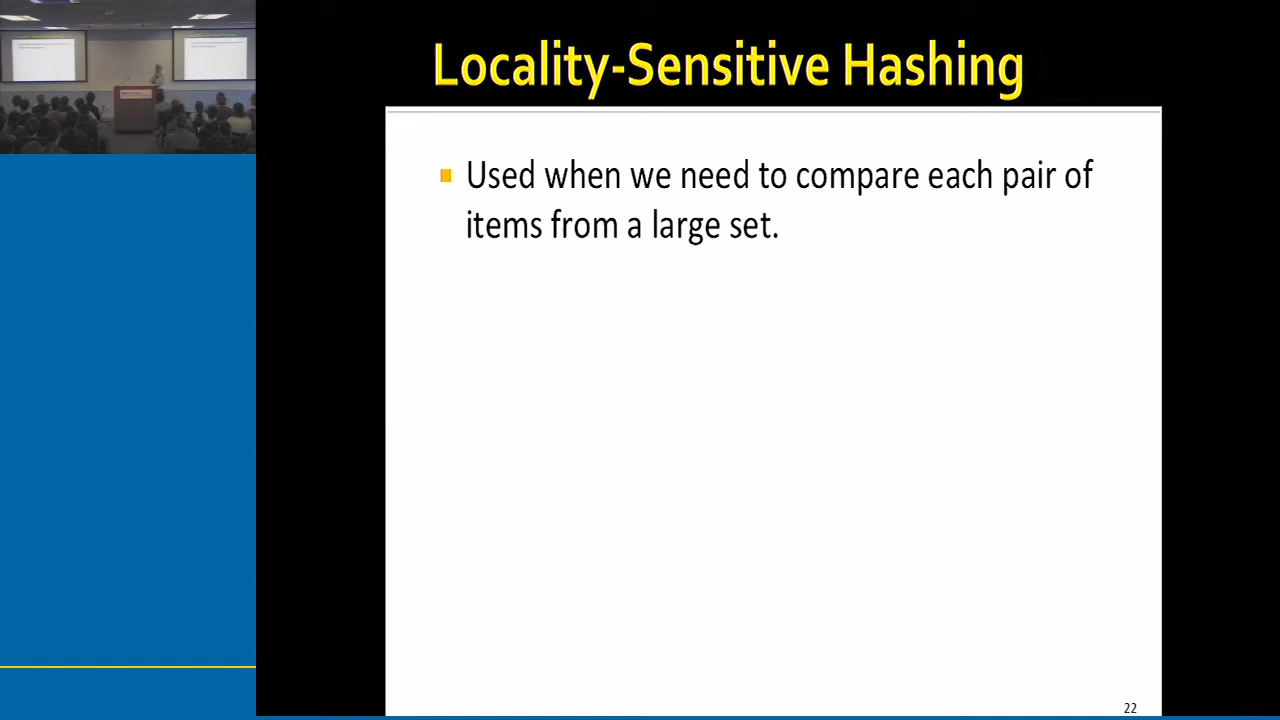 Locality-Sensitive Hashing
Used when we need to compare each pair of
items from a large set.
22